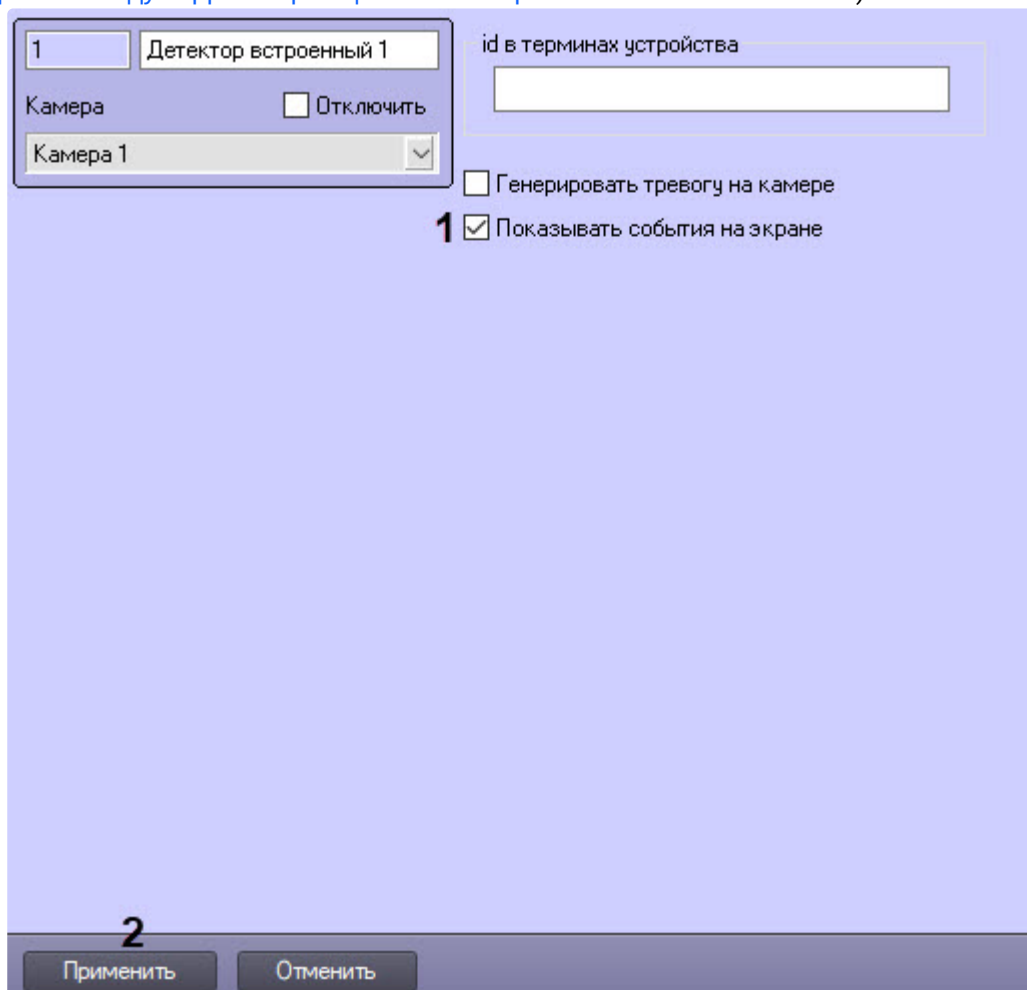 1
Детектор встроенный 1
Камера
Отключить
Камера 1
id в терминах устройства
Генерировать тревогу на камере
1
Показывать события на экране
2
Применить
Отменить